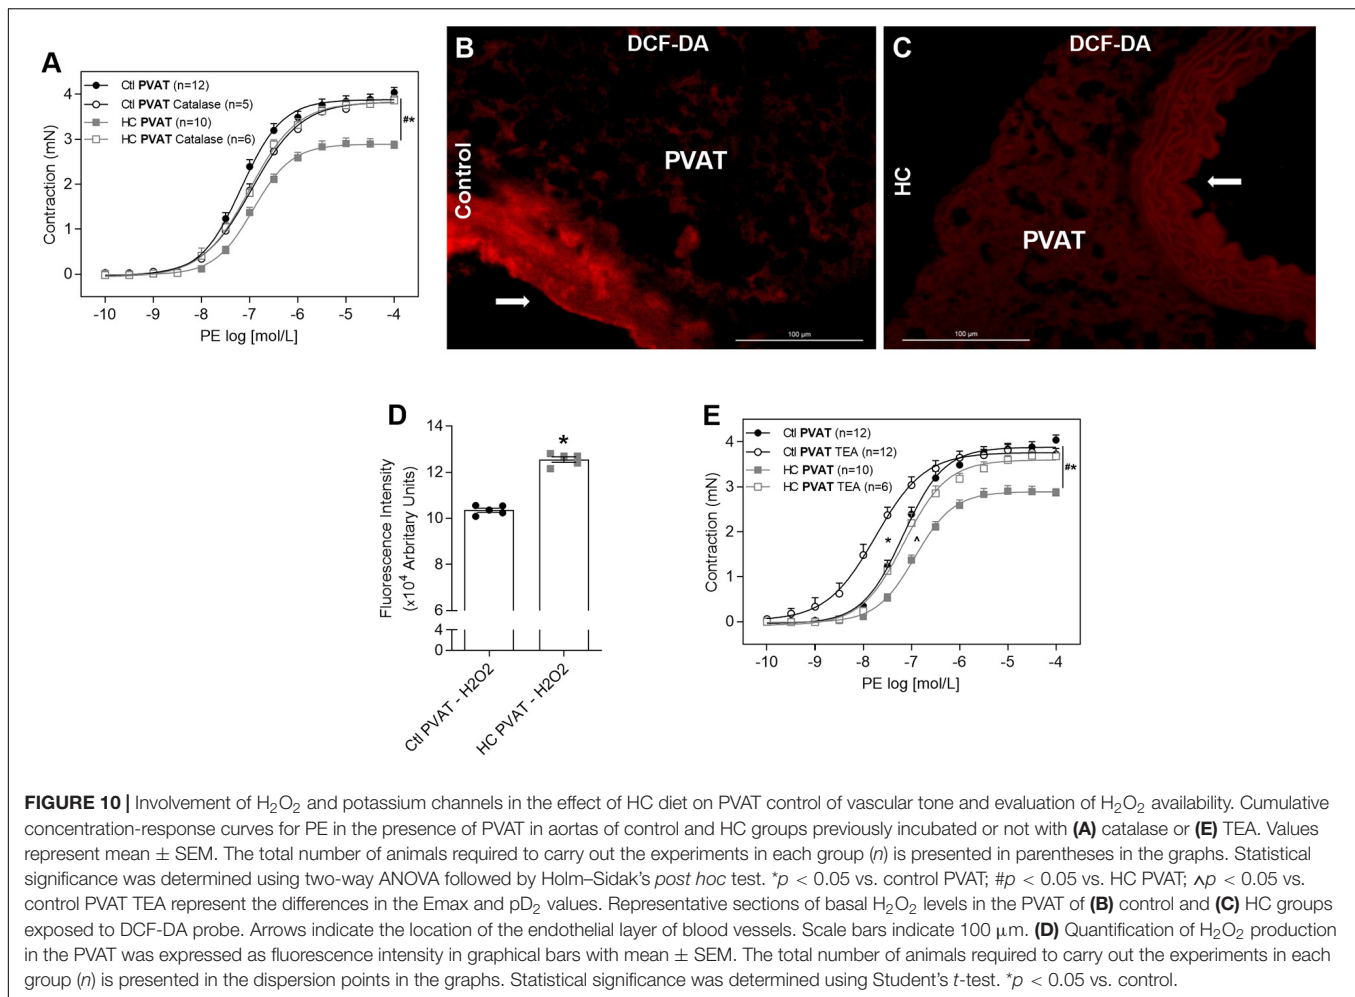 A
Ctl PVAT (n=12)
Ctl PVAT Catalase (n=5)
HC PVAT (n=10)
HC PVAT Catalase (n=6)
#*
4
3
2
1
0
Contraction (mN)
-10 -9 -8 -7 -6 -5 -4
PE log [mol/L]
B
DCF-DA
Control
PVAT
100 µm
C
DCF-DA
HC
PVAT
100 µm
D
14
12
10
8
6
4
0
Fluorescence Intensity
(x10⁴ Arbritary Units)
*
Ctl PVAT - H2O2
HC PVAT - H2O2
E
Ctl PVAT (n=12)
Ctl PVAT TEA (n=12)
HC PVAT (n=10)
HC PVAT TEA (n=6)
#*
* ^
4
3
2
1
0
Contraction (mN)
-10 -9 -8 -7 -6 -5 -4
PE log [mol/L]
FIGURE 10 | Involvement of H₂O₂ and potassium channels in the effect of HC diet on PVAT control of vascular tone and evaluation of H₂O₂ availability. Cumulative
concentration-response curves for PE in the presence of PVAT in aortas of control and HC groups previously incubated or not with (A) catalase or (E) TEA. Values
represent mean ± SEM. The total number of animals required to carry out the experiments in each group (n) is presented in parentheses in the graphs. Statistical
significance was determined using two-way ANOVA followed by Holm–Sidak's post hoc test. *p < 0.05 vs. control PVAT; #p < 0.05 vs. HC PVAT; ∧p < 0.05 vs.
control PVAT TEA represent the differences in the Emax and pD₂ values. Representative sections of basal H₂O₂ levels in the PVAT of (B) control and (C) HC groups
exposed to DCF-DA probe. Arrows indicate the location of the endothelial layer of blood vessels. Scale bars indicate 100 µm. (D) Quantification of H₂O₂ production
in the PVAT was expressed as fluorescence intensity in graphical bars with mean ± SEM. The total number of animals required to carry out the experiments in each
group (n) is presented in the dispersion points in the graphs. Statistical significance was determined using Student's t-test. *p < 0.05 vs. control.